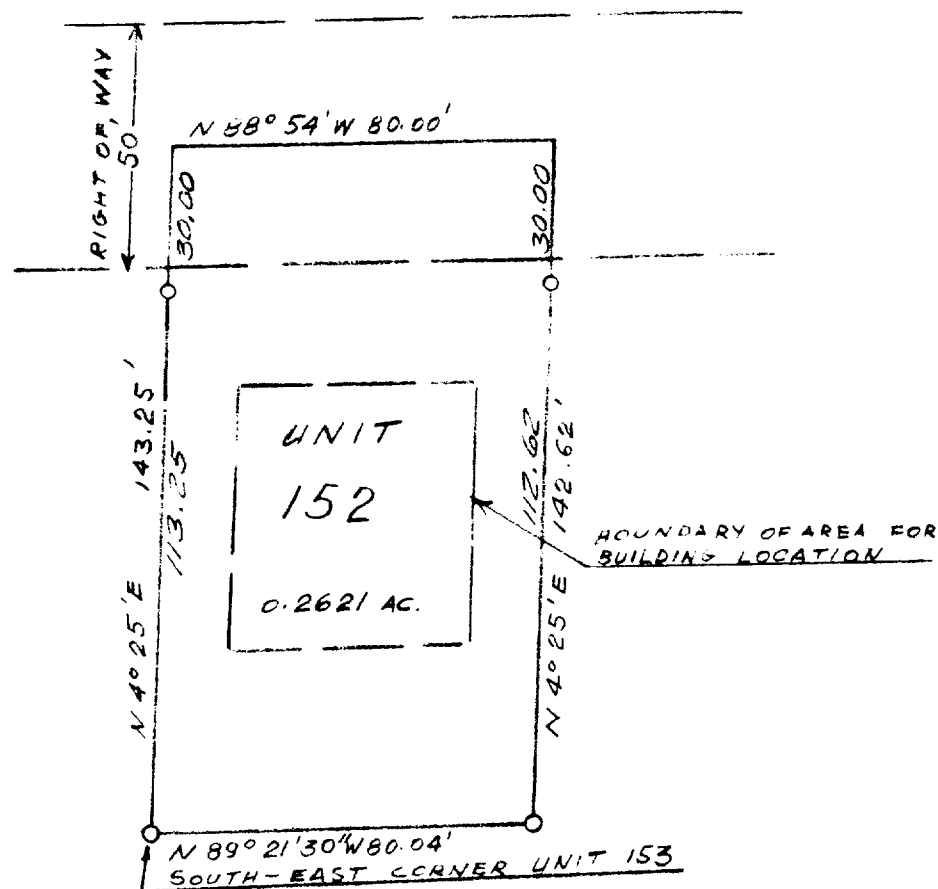 RIGHT OF, WAY
50
N 88° 54' W 80.00'
30.00
30.00
143.25'
113.25
N 4° 25' E
UNIT
152
0.2621 AC.
112.62
142.62'
N 4° 25' E
BOUNDARY OF AREA FOR
BUILDING LOCATION
N 89° 21' 30" W 80.04'
SOUTH-EAST CORNER UNIT 153